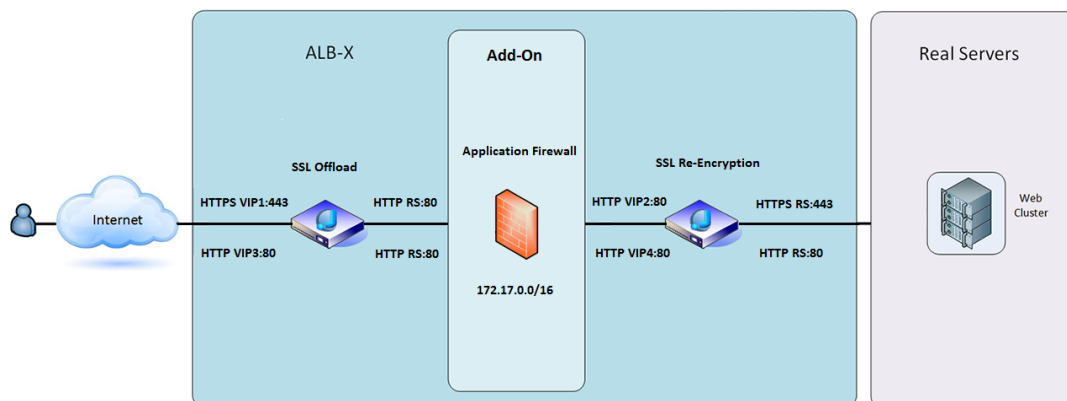 ALB-X
Add-On
Real Servers
Application Firewall
SSL Offload
SSL Re-Encryption
Internet
HTTPS VIP1:443
HTTP RS:80
HTTP VIP2:80
HTTPS RS:443
Web
Cluster
HTTP VIP3:80
HTTP RS:80
HTTP VIP4:80
HTTP RS:80
172.17.0.0/16